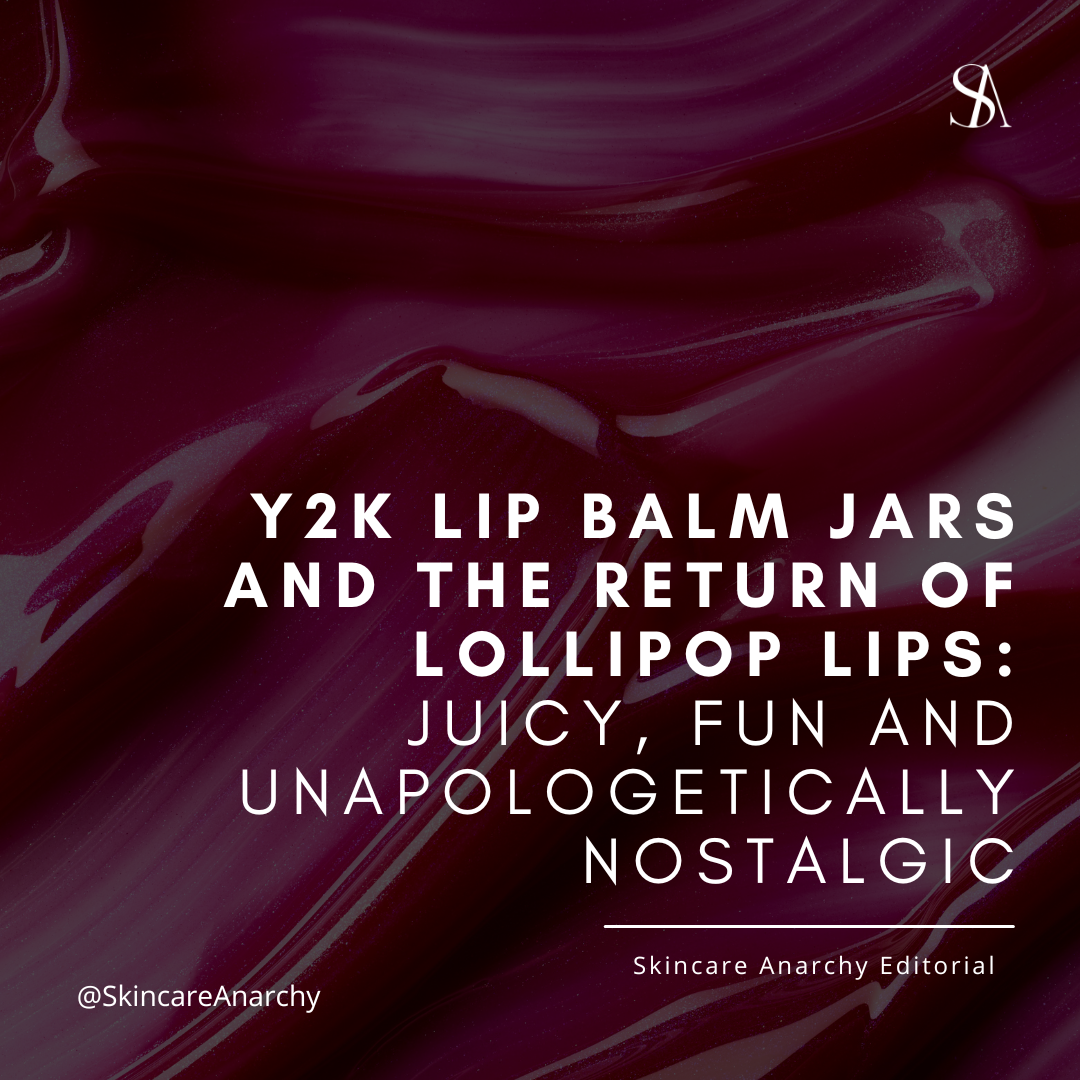 SA
Y2K LIP BALM JARS
AND THE RETURN OF
LOLLIPOP LIPS:
JUICY, FUN AND
UNAPOLOGETICALLY
NOSTALGIC
Skincare Anarchy Editorial
@SkincareAnarchy